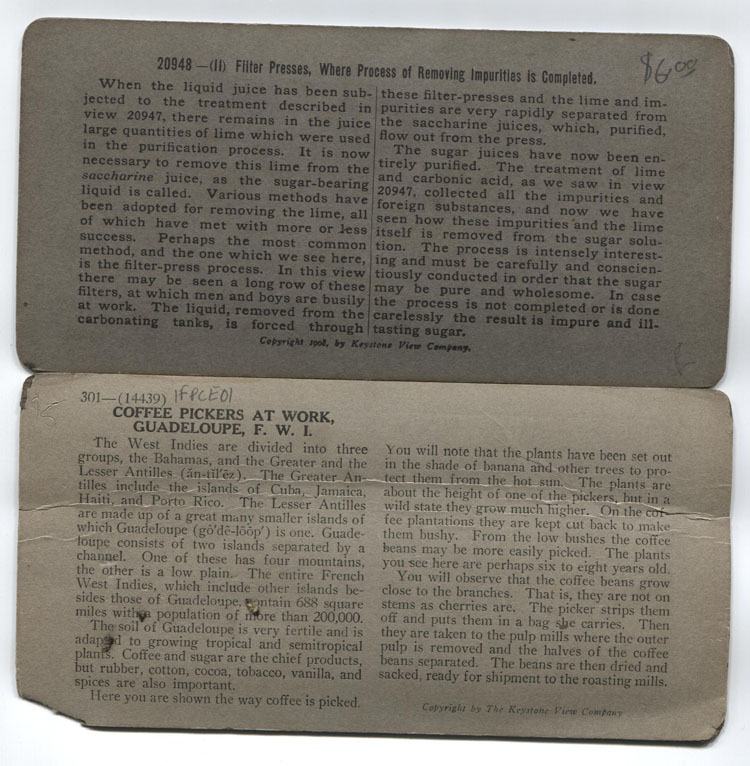 20948—(11) Filter Presses, Where Process of Removing Impurities is Completed.
$6.00
When the liquid juice has been sub-
jected to the treatment described in
view 20947, there remains in the juice
large quantities of lime which were used
in the purification process. It is now
necessary to remove this lime from the
saccharine juice, as the sugar-bearing
liquid is called. Various methods have
been adopted for removing the lime, all
of which have met with more or less
success. Perhaps the most common
method, and the one which we see here,
is the filter-press process. In this view
there may be seen a long row of these
filters, at which men and boys are busily
at work. The liquid, removed from the
carbonating tanks, is forced through
these filter-presses and the lime and im-
purities are very rapidly separated from
the saccharine juices, which, purified,
flow out from the press.
The sugar juices have now been en-
tirely purified. The treatment of lime
and carbonic acid, as we saw in view
20947, collected all the impurities and
foreign substances, and now we have
seen how these impurities and the lime
itself is removed from the sugar solu-
tion. The process is intensely interest-
ing and must be carefully and conscien-
tiously conducted in order that the sugar
may be pure and wholesome. In case
the process is not completed or is done
carelessly the result is impure and ill-
tasting sugar.
Copyright 1908, by Keystone View Company.
301—(14439) 1FPCE01
COFFEE PICKERS AT WORK,
GUADELOUPE, F. W. I.
The West Indies are divided into three
groups, the Bahamas, and the Greater and the
Lesser Antilles (ăn-tĭl'ēz). The Greater An-
tilles include the islands of Cuba, Jamaica,
Haiti, and Porto Rico. The Lesser Antilles
are made up of a great many smaller islands of
which Guadeloupe (gô'dĕ-lōōp') is one. Guade-
loupe consists of two islands separated by a
channel. One of these has four mountains,
the other is a low plain. The entire French
West Indies, which include other islands be-
sides those of Guadeloupe, contain 688 square
miles with a population of more than 200,000.
The soil of Guadeloupe is very fertile and is
adapted to growing tropical and semitropical
plants. Coffee and sugar are the chief products,
but rubber, cotton, cocoa, tobacco, vanilla, and
spices are also important.
Here you are shown the way coffee is picked.
You will note that the plants have been set out
in the shade of banana and other trees to pro-
tect them from the hot sun. The plants are
about the height of one of the pickers, but in a
wild state they grow much higher. On the cof-
fee plantations they are kept cut back to make
them bushy. From the low bushes the coffee
beans may be more easily picked. The plants
you see here are perhaps six to eight years old.
You will observe that the coffee beans grow
close to the branches. That is, they are not on
stems as cherries are. The picker strips them
off and puts them in a bag she carries. Then
they are taken to the pulp mills where the outer
pulp is removed and the halves of the coffee
beans separated. The beans are then dried and
sacked, ready for shipment to the roasting mills.
Copyright by The Keystone View Company